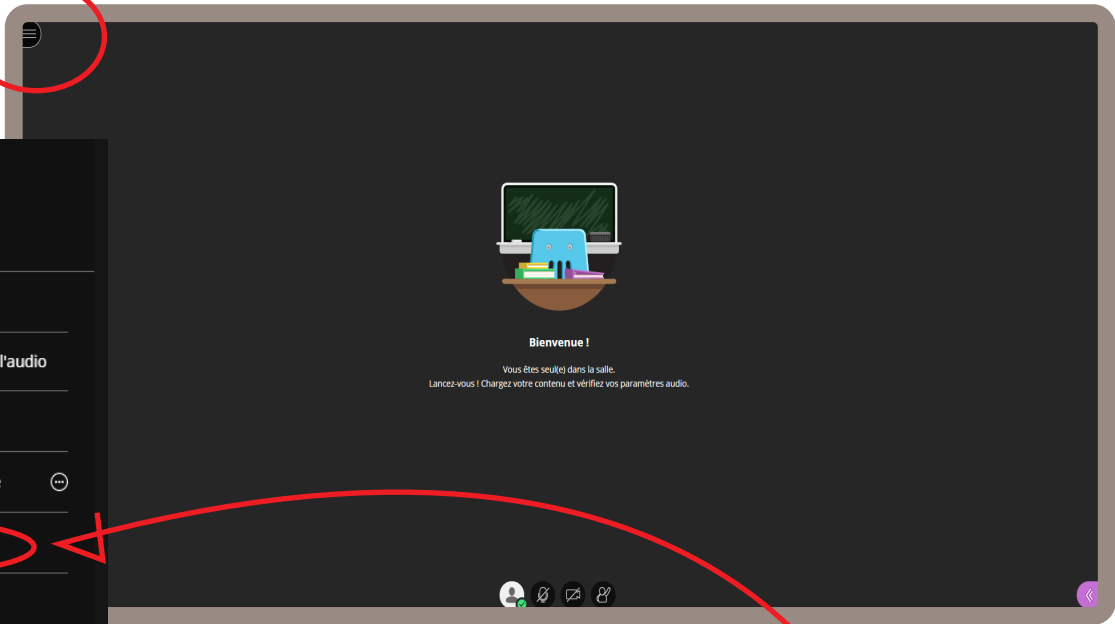 l'audio
Bienvenue !
Vous êtes seul(e) dans la salle.
Lancez-vous ! Chargez votre contenu et vérifiez vos paramètres audio.